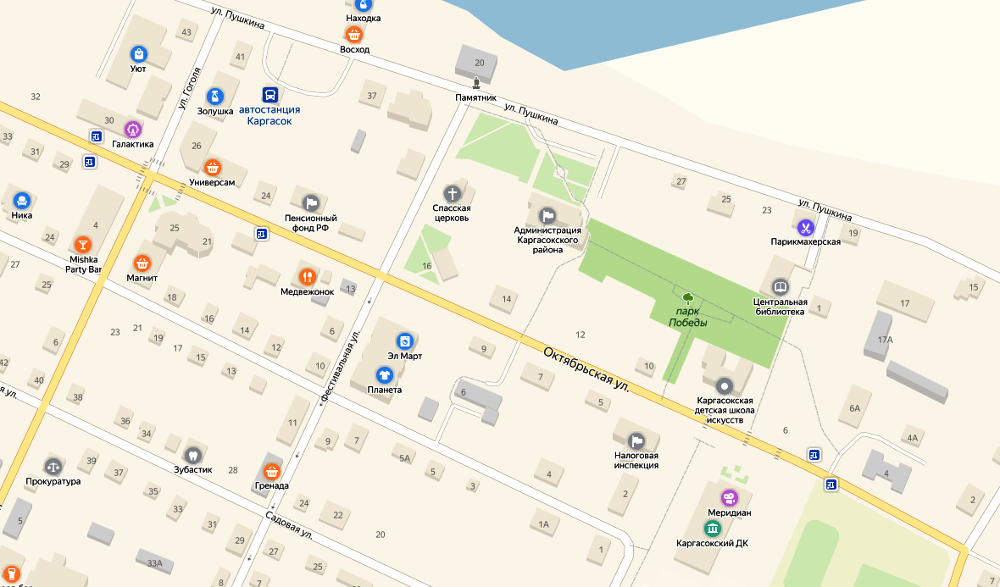 Находка
ул. Пушкина
43
Восход
41
Уют
20
ул. Гоголя
32
Золушка
автостанция
Каргасок
37
Памятник
ул. Пушкина
30
Галактика
33
31
29
26
Универсам
24
Пенсионный
фонд РФ
Спасская
церковь
27
25
23
ул. Пушкина
Администрация
Каргасокского
района
Парикмахерская
19
Ника
4
24
25
21
Mishka
Party Bar
27
25
Магнит
18
16
14
12
Медвежонок
13
16
14
парк
Победы
Центральная
библиотека
1
17
15
17А
6
23
21
19
17
15
13
10
6
Фестивальная ул.
Эл Март
Планета
9
12
Октябрьская ул.
7
10
5
Каргасокская
детская школа
искусств
6
6А
4А
4
42
40
ая ул.
38
36
34
11
9
7
5А
5
3
6
Налоговая
инспекция
Зубастик
28
Гренада
Прокуратура
39
37
35
33
31
29
24
22
Садовая ул.
20
27
25
33А
5
4
2
1А
1
Меридиан
Каргасокский ДК
2
7
8
7